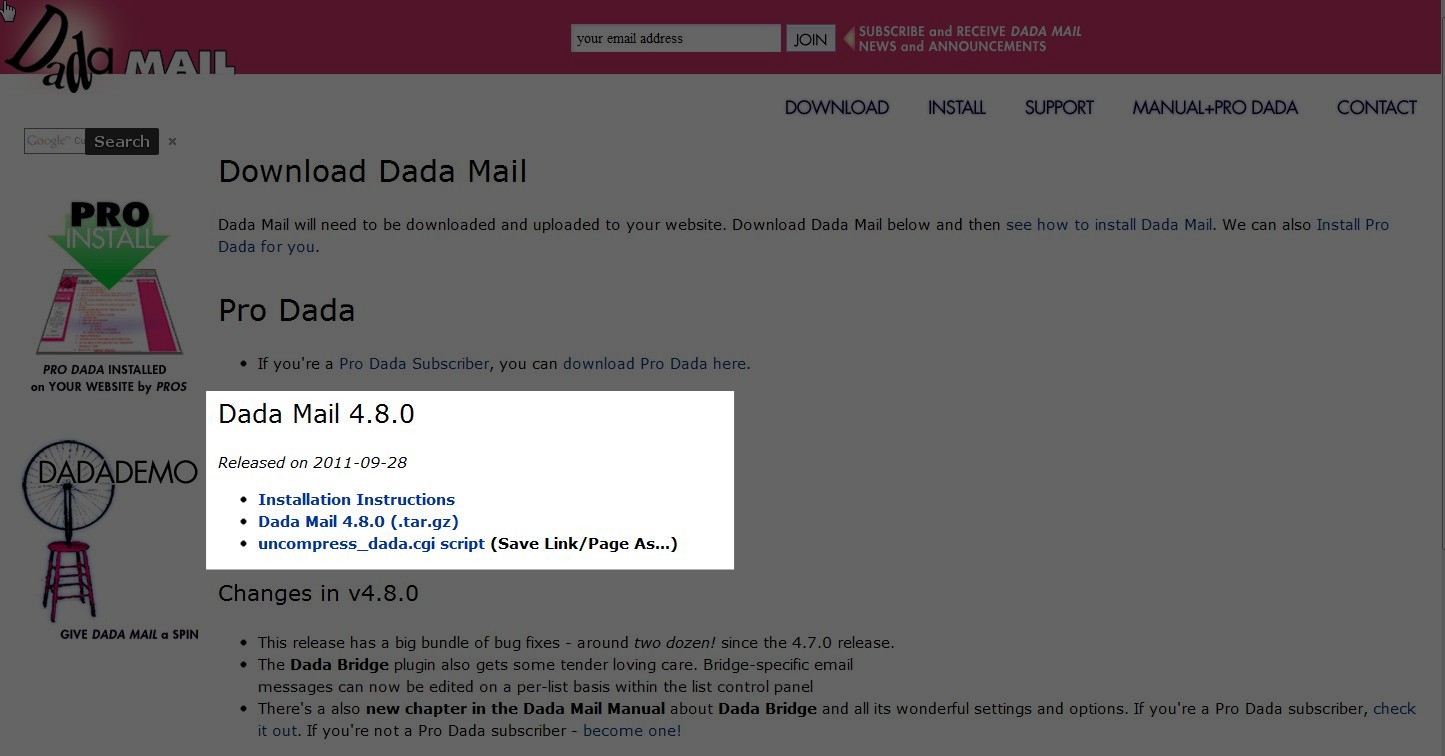 Dada MAIL
your email address
JOIN
SUBSCRIBE and RECEIVE DADA MAIL
NEWS and ANNOUNCEMENTS
DOWNLOAD
INSTALL
SUPPORT
MANUAL+PRO DADA
CONTACT
Google™ Cu
Search
×
PRO
INSTALL
PRO DADA INSTALLED
on YOUR WEBSITE by PROS
DADADEMO
GIVE DADA MAIL a SPIN
Download Dada Mail
Dada Mail will need to be downloaded and uploaded to your website. Download Dada Mail below and then see how to install Dada Mail. We can also Install Pro
Dada for you.
Pro Dada
• If you're a Pro Dada Subscriber, you can download Pro Dada here.
Dada Mail 4.8.0
Released on 2011-09-28
• Installation Instructions
• Dada Mail 4.8.0 (.tar.gz)
• uncompress_dada.cgi script (Save Link/Page As...)
Changes in v4.8.0
• This release has a big bundle of bug fixes - around two dozen! since the 4.7.0 release.
• The Dada Bridge plugin also gets some tender loving care. Bridge-specific email
messages can now be edited on a per-list basis within the list control panel
• There's a also new chapter in the Dada Mail Manual about Dada Bridge and all its wonderful settings and options. If you're a Pro Dada subscriber, check
it out. If you're not a Pro Dada subscriber - become one!